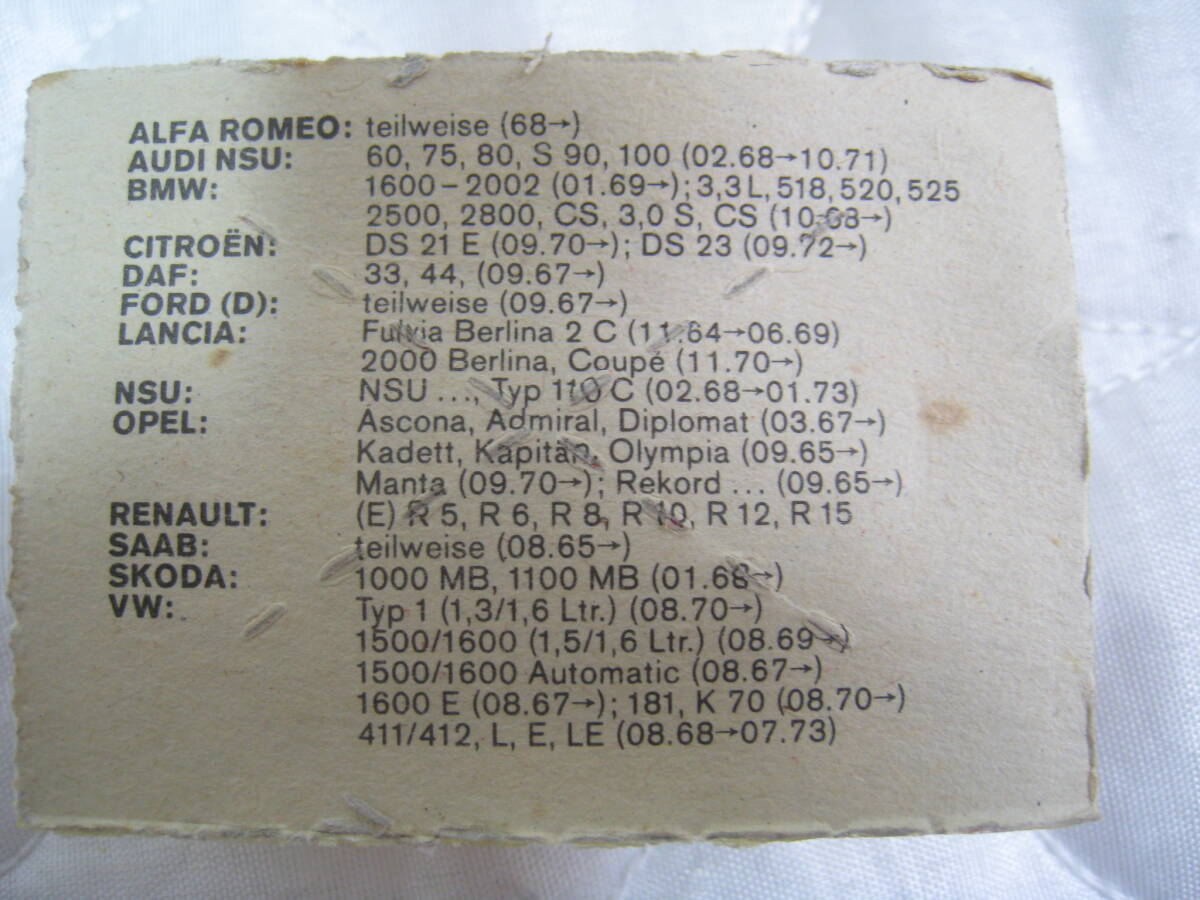 ALFA ROMEO: teilweise (68→)
AUDI NSU: 60, 75, 80, S 90, 100 (02.68→10.71)
BMW: 1600–2002 (01.69→); 3,3 L, 518, 520, 525
2500, 2800, CS, 3,0 S, CS (10.68→)
CITROËN: DS 21 E (09.70→); DS 23 (09.72→)
DAF: 33, 44, (09.67→)
FORD (D): teilweise (09.67→)
LANCIA: Fulvia Berlina 2 C (11.64→06.69)
2000 Berlina, Coupé (11.70→)
NSU: NSU ..., Typ 110 C (02.68→01.73)
OPEL: Ascona, Admiral, Diplomat (03.67→)
Kadett, Kapitän, Olympia (09.65→)
Manta (09.70→); Rekord ... (09.65→)
RENAULT: (E) R 5, R 6, R 8, R 10, R 12, R 15
SAAB: teilweise (08.65→)
SKODA: 1000 MB, 1100 MB (01.68→)
VW: Typ 1 (1,3/1,6 Ltr.) (08.70→)
1500/1600 (1,5/1,6 Ltr.) (08.69→)
1500/1600 Automatic (08.67→)
1600 E (08.67→); 181, K 70 (08.70→)
411/412, L, E, LE (08.68→07.73)